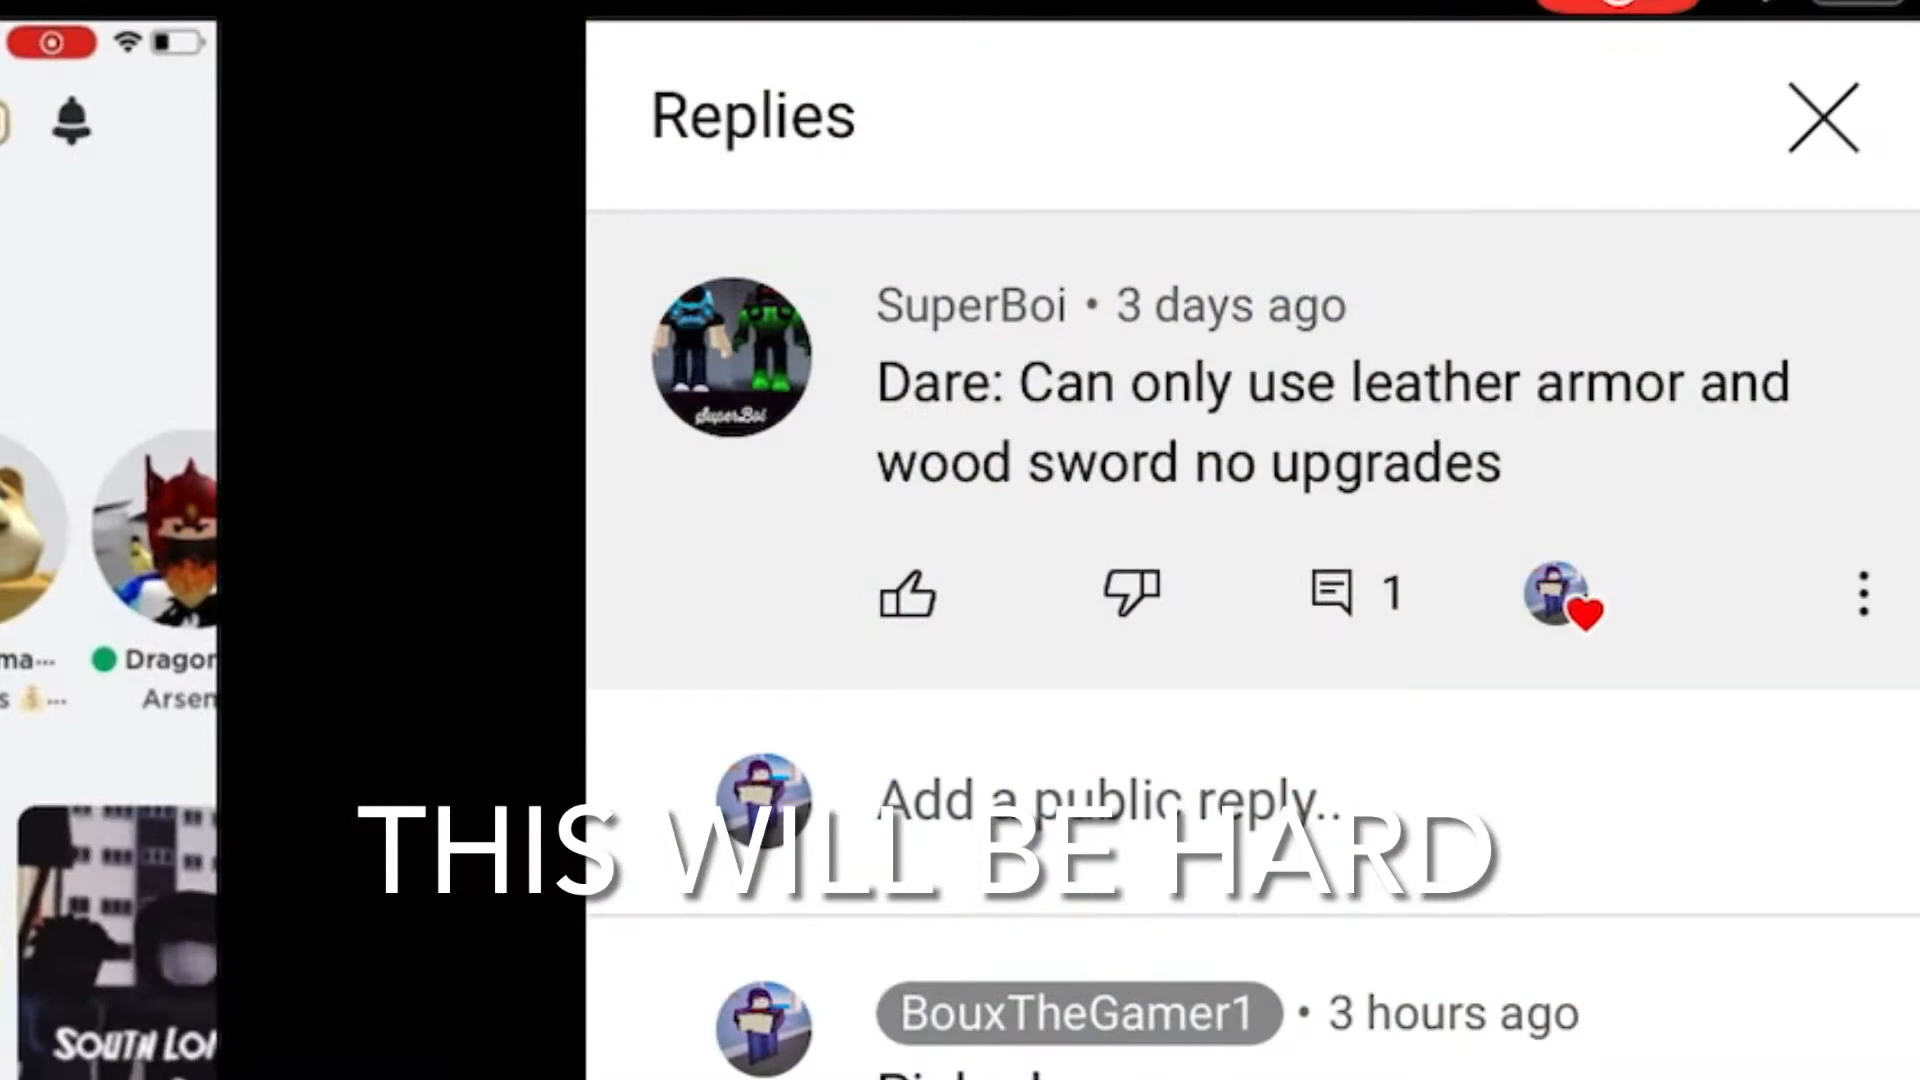 Replies
SuperBoi • 3 days ago
Dare: Can only use leather armor and
wood sword no upgrades
SuperBoi
1
ma...
Dragon
s 💰...
Arsen
Add a public reply...
THIS WILL BE HARD
BouxTheGamer1 • 3 hours ago
SOUTH LO